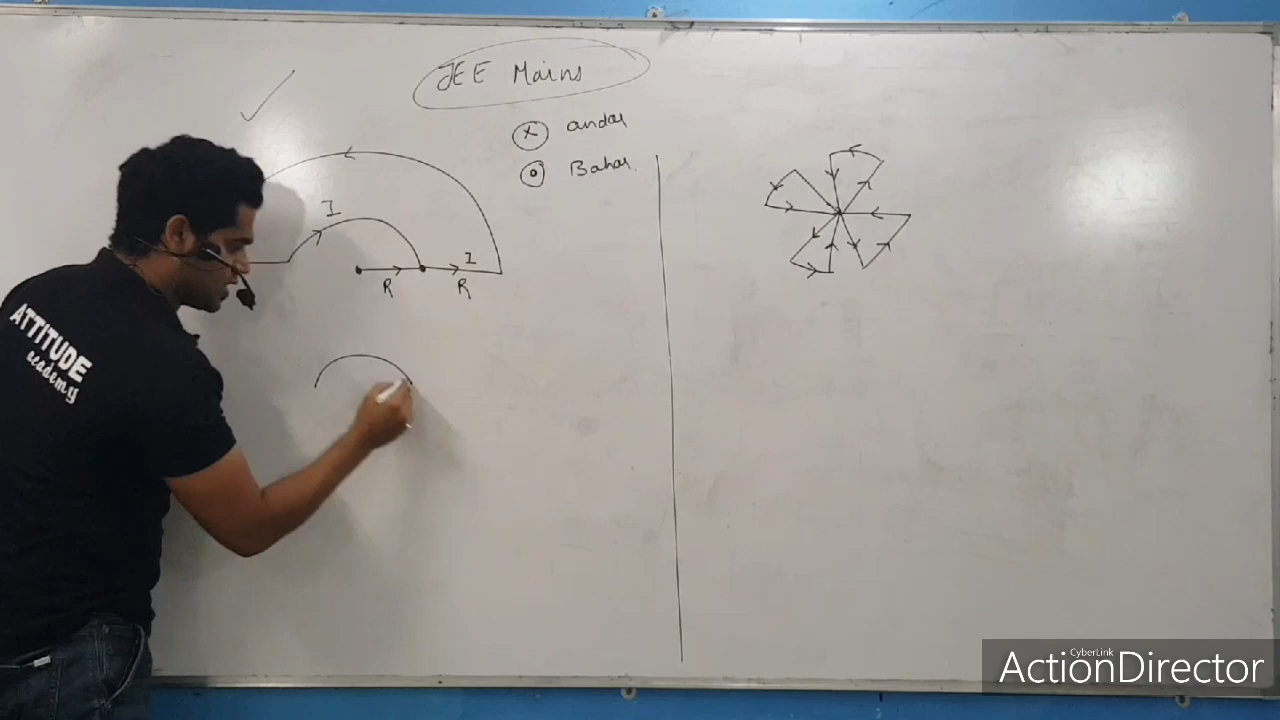 JEE Mains
x andar
Bahar.
I
I
R
R
ATTITUDE
academy
CyberLink
ActionDirector